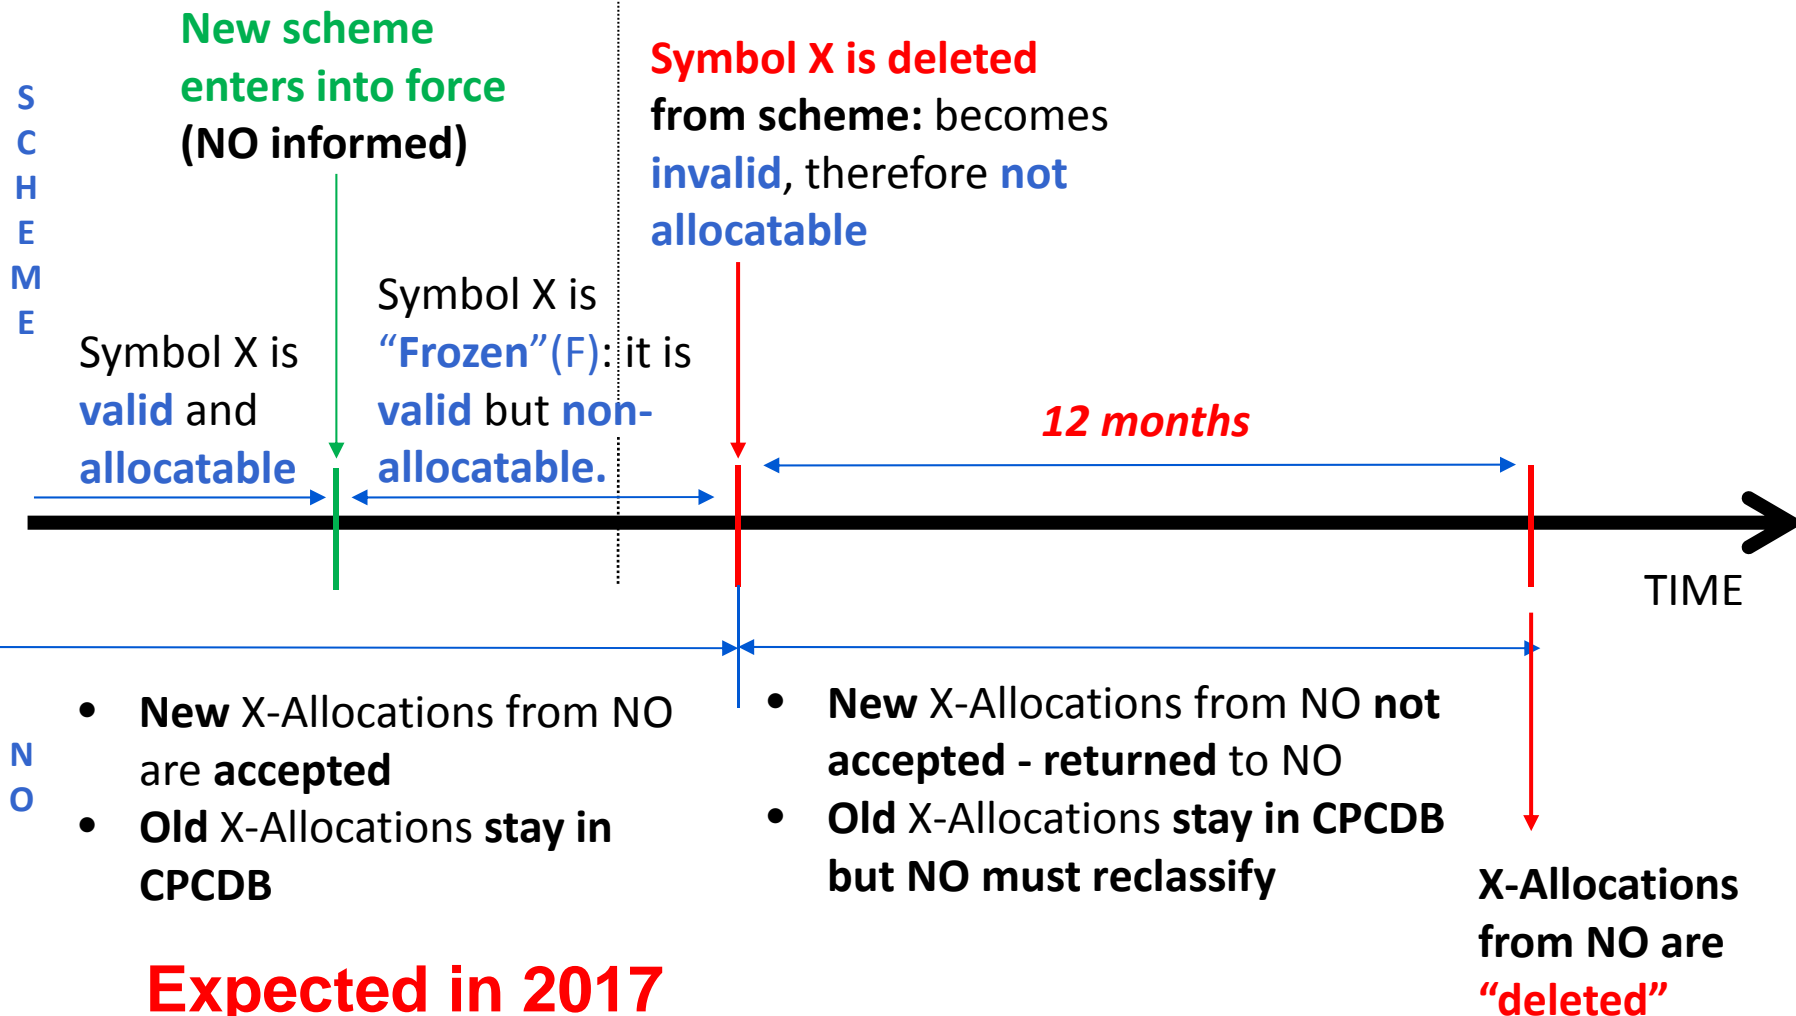 S
C
H
E
M
E
New scheme
enters into force
(NO informed)
Symbol X is deleted
from scheme: becomes
invalid, therefore not
allocatable
Symbol X is
valid and
allocatable
Symbol X is
“Frozen”(F): it is
valid but non-
allocatable.
12 months
TIME
N
O
• New X-Allocations from NO
are accepted
• Old X-Allocations stay in
CPCDB
• New X-Allocations from NO not
accepted - returned to NO
• Old X-Allocations stay in CPCDB
but NO must reclassify
X-Allocations
from NO are
“deleted”
Expected in 2017